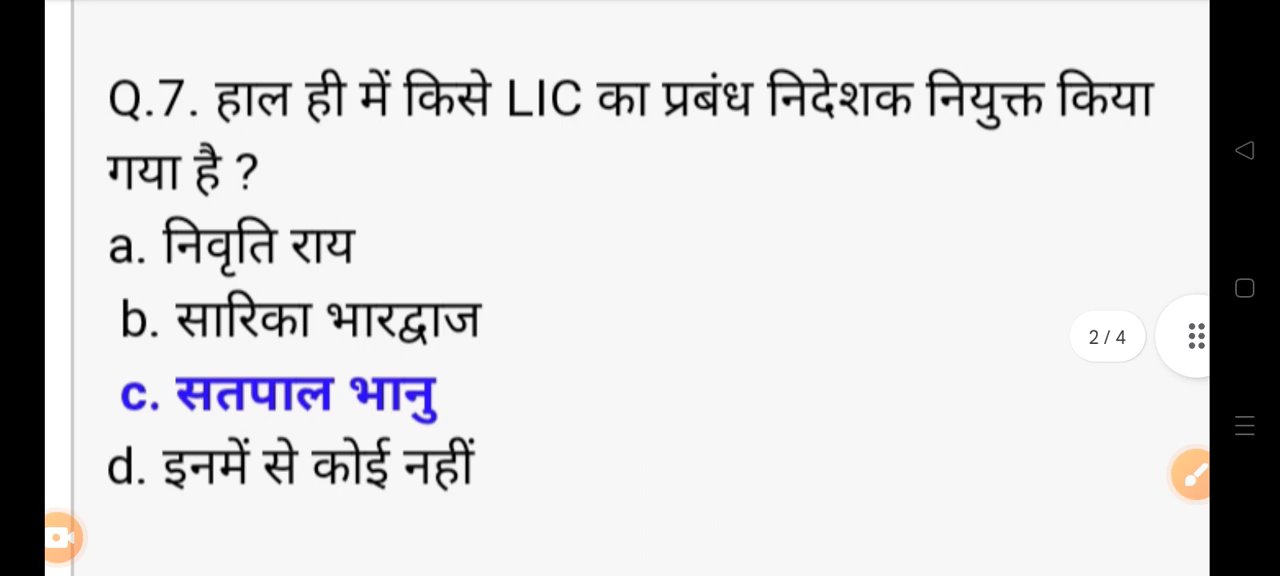 Q.7. हाल ही में किसे LIC का प्रबंध निदेशक नियुक्त किया
गया है ?
a. निवृति राय
b. सारिका भारद्वाज
c. सतपाल भानु
d. इनमें से कोई नहीं
2 / 4